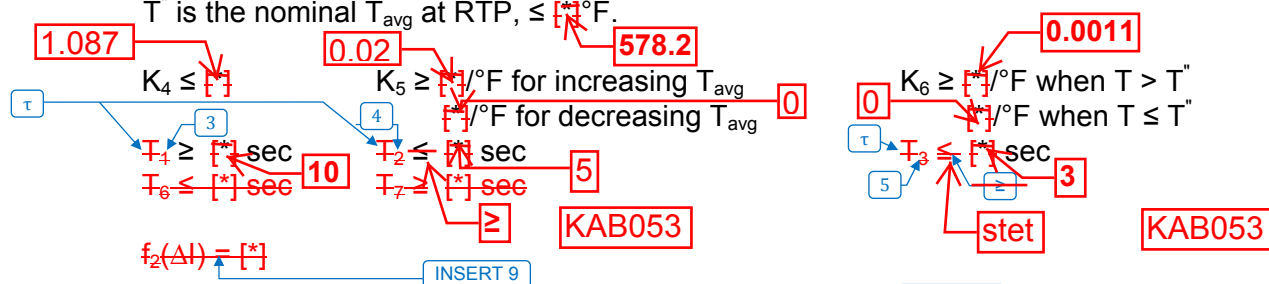 T" is the nominal Tavg at RTP, ≤ [*]°F.
1.087
0.02
578.2
0.0011
K4 ≤ [*]
K5 ≥ [*]/°F for increasing Tavg
K6 ≥ [*]/°F when T > T"
τ
0
0
[*]/°F for decreasing Tavg
[*]/°F when T ≤ T"
3
4
τ
T1 ≥ [*] sec
T2 ≤ [*] sec
T3 ≤ [*] sec
10
5
5
≥
3
T6 ≤ [*] sec
T7 ≥ [*] sec
≥
KAB053
stet
KAB053
f2(ΔI) = [*]
INSERT 9